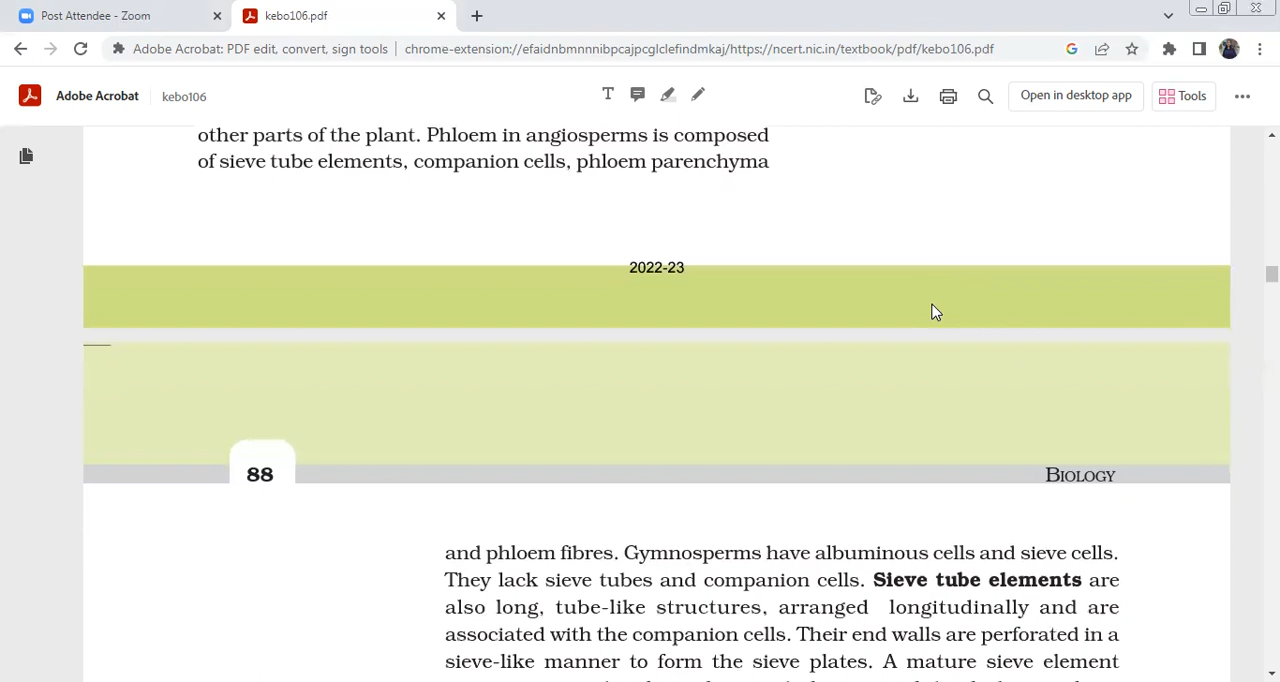 Post Attendee - Zoom
kebo106.pdf
Adobe Acrobat: PDF edit, convert, sign tools | chrome-extension://efaidnbmnnnibpcajpcglclefindmkaj/https://ncert.nic.in/textbook/pdf/kebo106.pdf
Adobe Acrobat kebo106 Open in desktop app Tools
other parts of the plant. Phloem in angiosperms is composed
of sieve tube elements, companion cells, phloem parenchyma
2022-23
88 BIOLOGY
and phloem fibres. Gymnosperms have albuminous cells and sieve cells.
They lack sieve tubes and companion cells. Sieve tube elements are
also long, tube-like structures, arranged longitudinally and are
associated with the companion cells. Their end walls are perforated in a
sieve-like manner to form the sieve plates. A mature sieve element